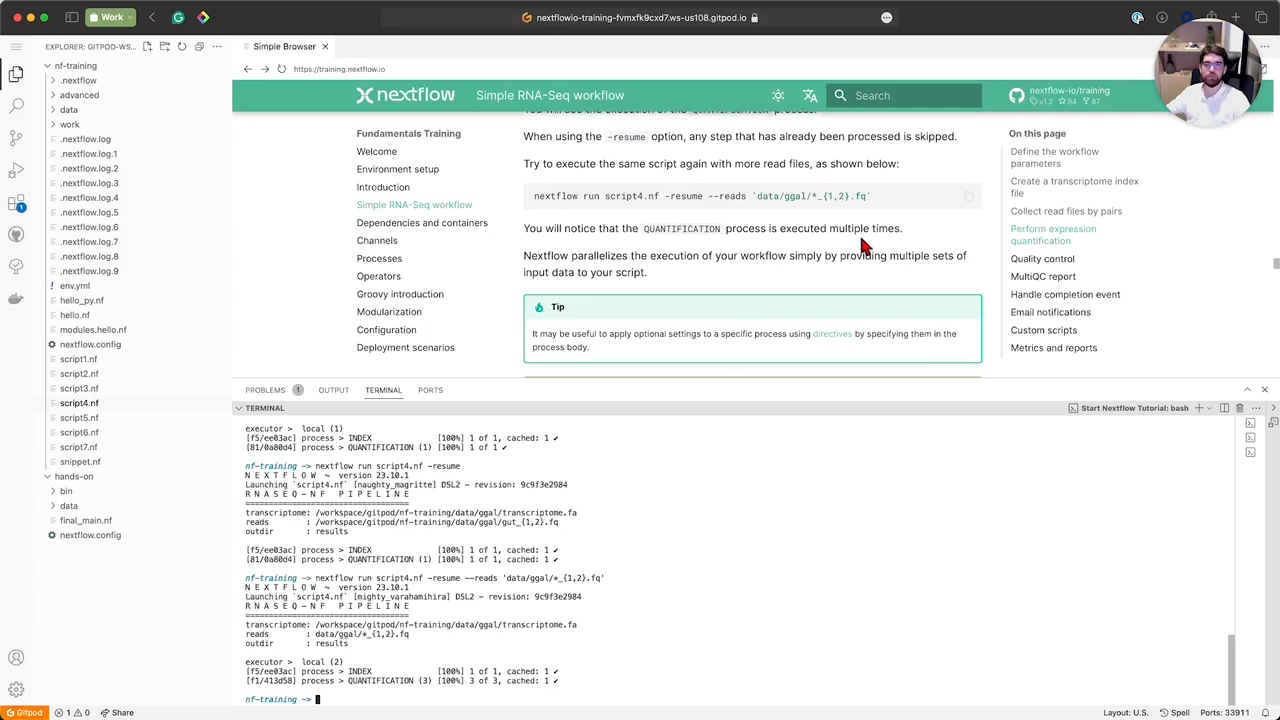 Work
nextflowio-training-fvmxfk9cxd7.ws-us108.gitpod.io
EXPLORER: GITPOD-WS...
nf-training
.nextflow
advanced
data
work
.nextflow.log
.nextflow.log.1
.nextflow.log.2
.nextflow.log.3
.nextflow.log.4
.nextflow.log.5
.nextflow.log.6
.nextflow.log.7
.nextflow.log.8
.nextflow.log.9
! env.yml
hello_py.nf
hello.nf
modules.hello.nf
nextflow.config
script1.nf
script2.nf
script3.nf
script4.nf
script5.nf
script6.nf
script7.nf
snippet.nf
hands-on
bin
data
final_main.nf
nextflow.config
1
Simple Browser
https://training.nextflow.io
nextflow
Simple RNA-Seq workflow
Search
nextflow-io/training
v1.2 94 87
Fundamentals Training
Welcome
Environment setup
Introduction
Simple RNA-Seq workflow
Dependencies and containers
Channels
Processes
Operators
Groovy introduction
Modularization
Configuration
Deployment scenarios
When using the -resume option, any step that has already been processed is skipped.
Try to execute the same script again with more read files, as shown below:
nextflow run script4.nf -resume --reads 'data/ggal/*_{1,2}.fq'
You will notice that the QUANTIFICATION process is executed multiple times.
Nextflow parallelizes the execution of your workflow simply by providing multiple sets of
input data to your script.
Tip
It may be useful to apply optional settings to a specific process using directives by specifying them in the
process body.
On this page
Define the workflow
parameters
Create a transcriptome index
file
Collect read files by pairs
Perform expression
quantification
Quality control
MultiQC report
Handle completion event
Email notifications
Custom scripts
Metrics and reports
PROBLEMS 1 OUTPUT TERMINAL PORTS
TERMINAL
Start Nextflow Tutorial: bash
executor > local (1)
[f5/ee03ac] process > INDEX [100%] 1 of 1, cached: 1 ✔
[81/0a80d4] process > QUANTIFICATION (1) [100%] 1 of 1 ✔
nf-training -> nextflow run script4.nf -resume
N E X T F L O W ~ version 23.10.1
Launching `script4.nf` [naughty_magritte] DSL2 - revision: 9c9f3e2984
R N A S E Q - N F P I P E L I N E
===================================
transcriptome: /workspace/gitpod/nf-training/data/ggal/transcriptome.fa
reads : /workspace/gitpod/nf-training/data/ggal/gut_{1,2}.fq
outdir : results
[f5/ee03ac] process > INDEX [100%] 1 of 1, cached: 1 ✔
[81/0a80d4] process > QUANTIFICATION (1) [100%] 1 of 1, cached: 1 ✔
nf-training -> nextflow run script4.nf -resume --reads 'data/ggal/*_{1,2}.fq'
N E X T F L O W ~ version 23.10.1
Launching `script4.nf` [mighty_varahamihira] DSL2 - revision: 9c9f3e2984
R N A S E Q - N F P I P E L I N E
===================================
transcriptome: /workspace/gitpod/nf-training/data/ggal/transcriptome.fa
reads : data/ggal/*_{1,2}.fq
outdir : results
executor > local (2)
[f5/ee03ac] process > INDEX [100%] 1 of 1, cached: 1 ✔
[f1/413d58] process > QUANTIFICATION (3) [100%] 3 of 3, cached: 1 ✔
nf-training ->
Gitpod 1 0 Share
Layout: U.S. Spell Ports: 33911